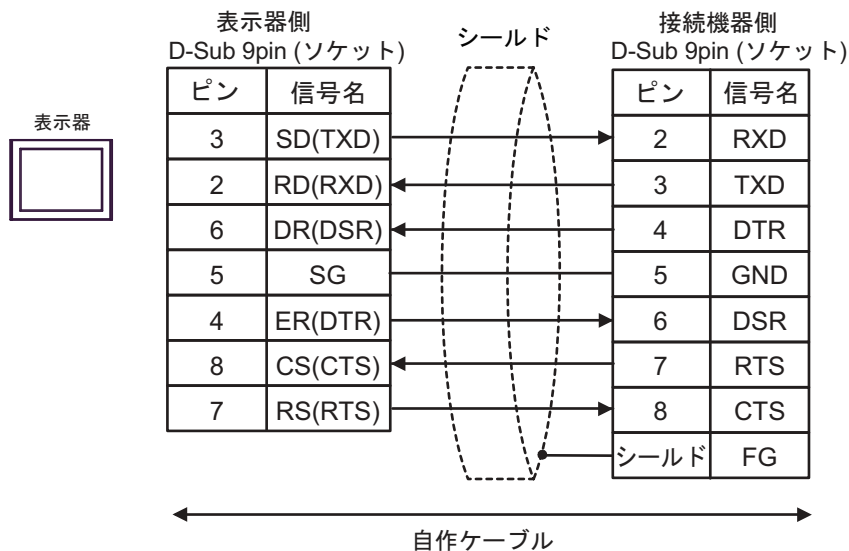 表示器側
D-Sub 9pin (ソケット)
シールド
接続機器側
D-Sub 9pin (ソケット)
表示器
ピン 信号名 ピン 信号名
3 SD(TXD) 2 RXD
2 RD(RXD) 3 TXD
6 DR(DSR) 4 DTR
5 SG 5 GND
4 ER(DTR) 6 DSR
8 CS(CTS) 7 RTS
7 RS(RTS) 8 CTS
シールド FG
自作ケーブル